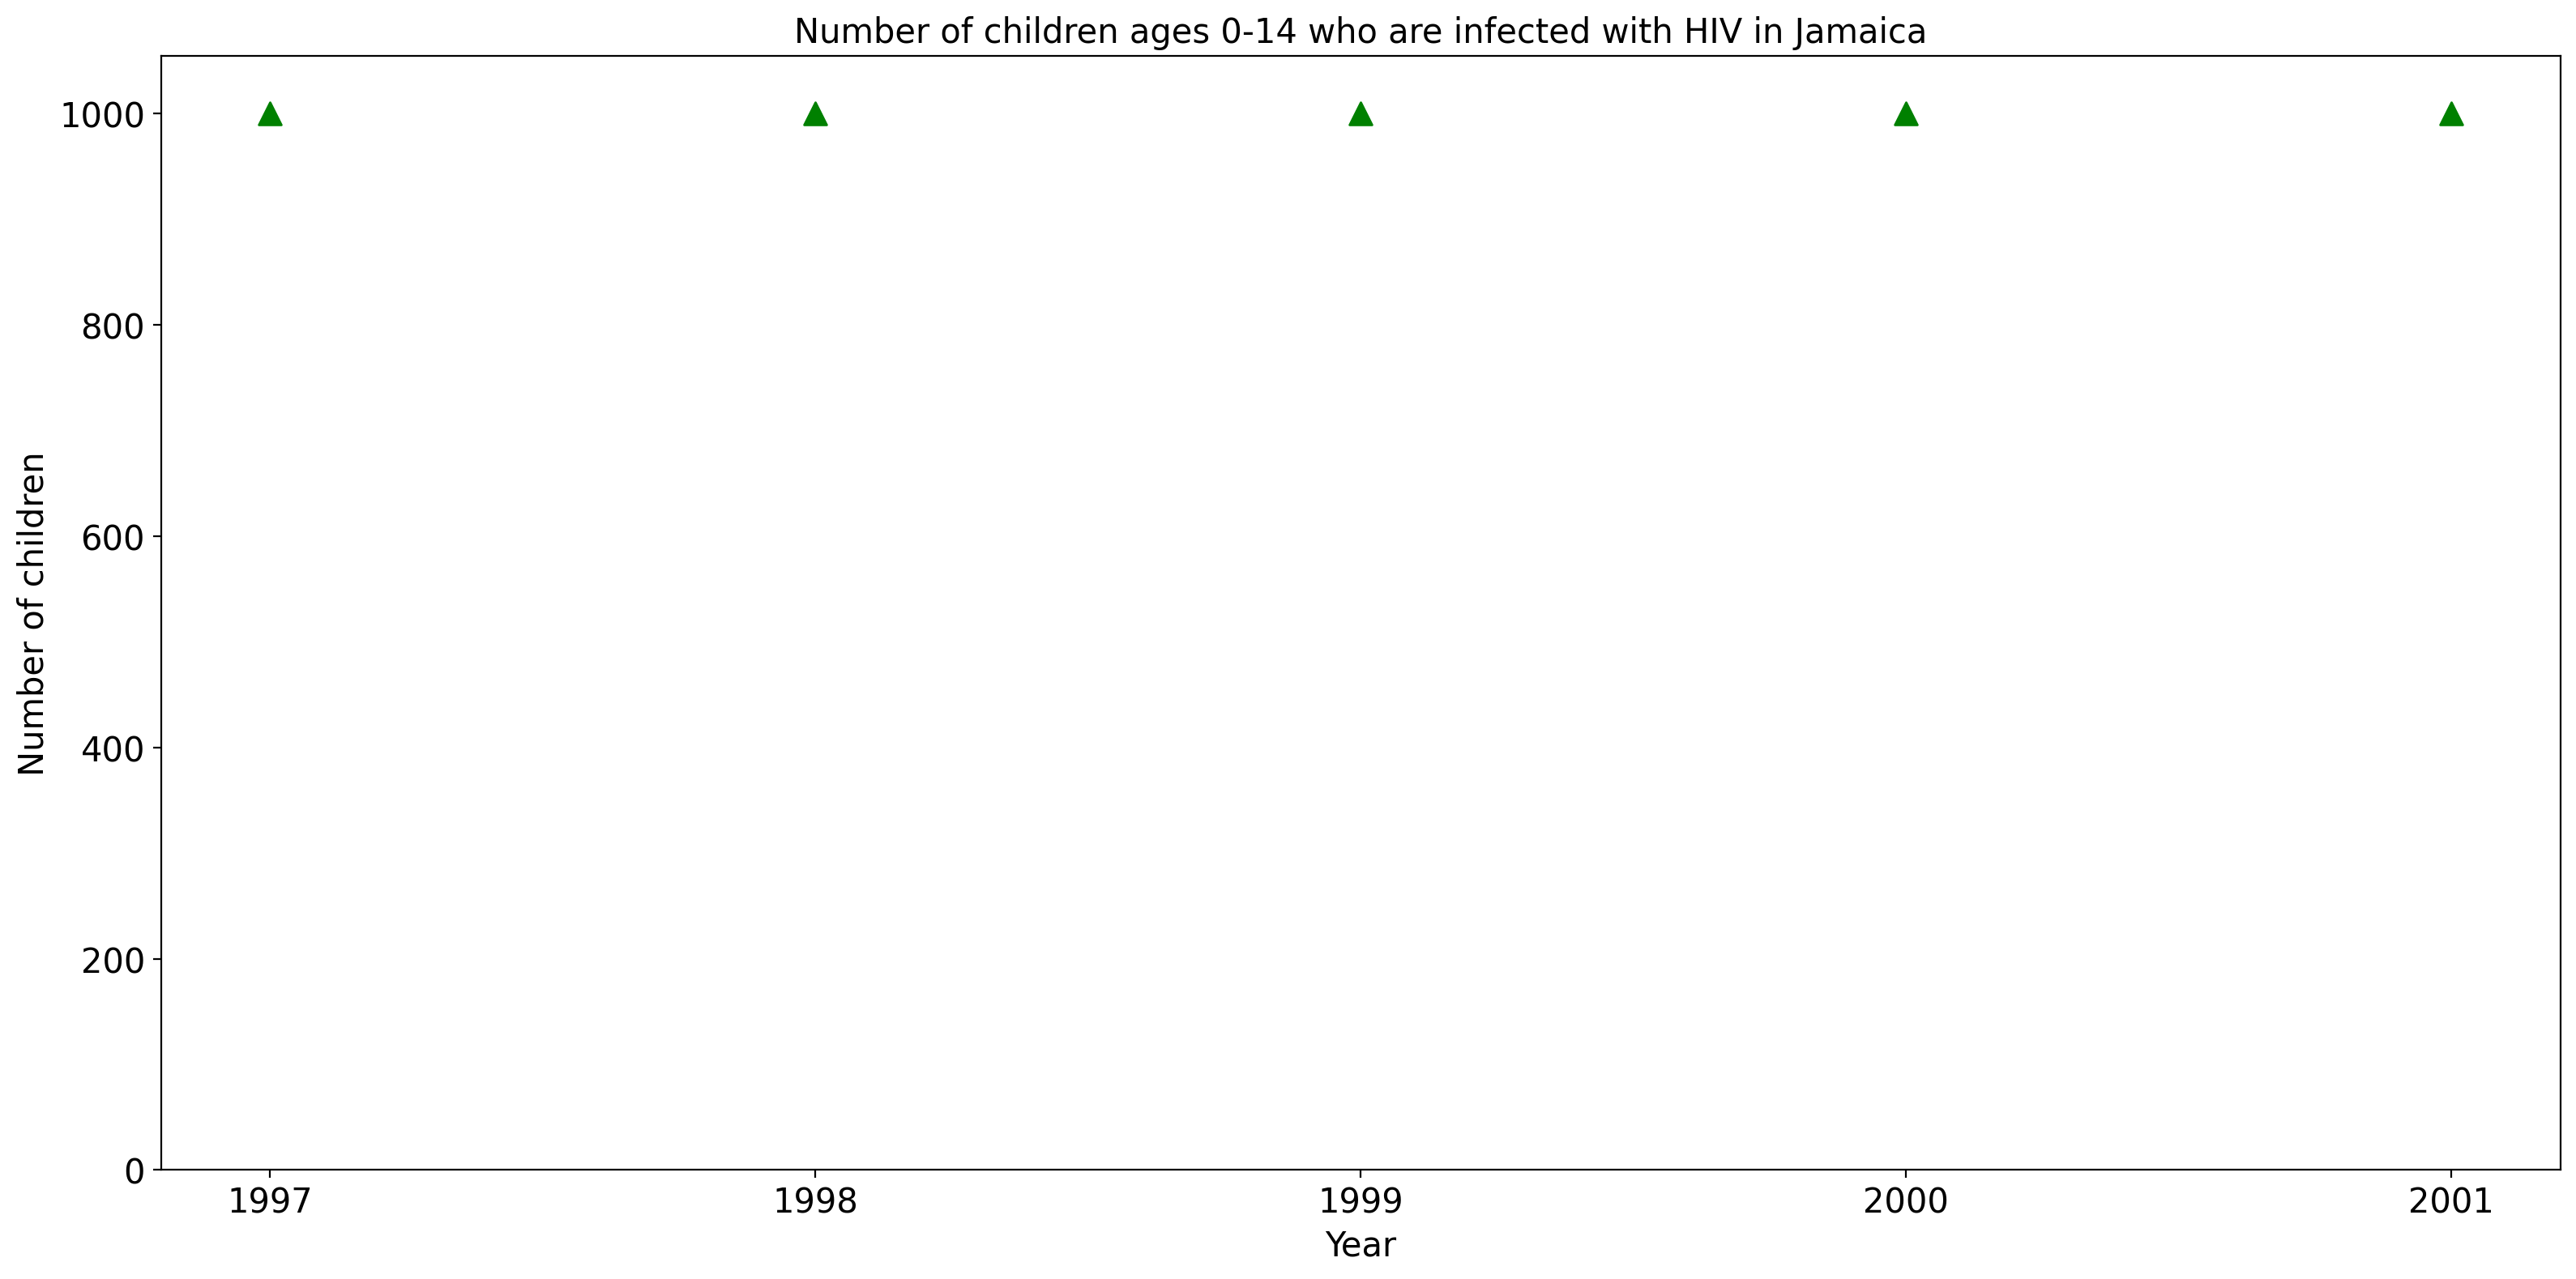 Number of children ages 0-14 who are infected with HIV in Jamaica
1000
800
600
400
200
0
Number of children
1997 1998 1999 2000 2001
Year